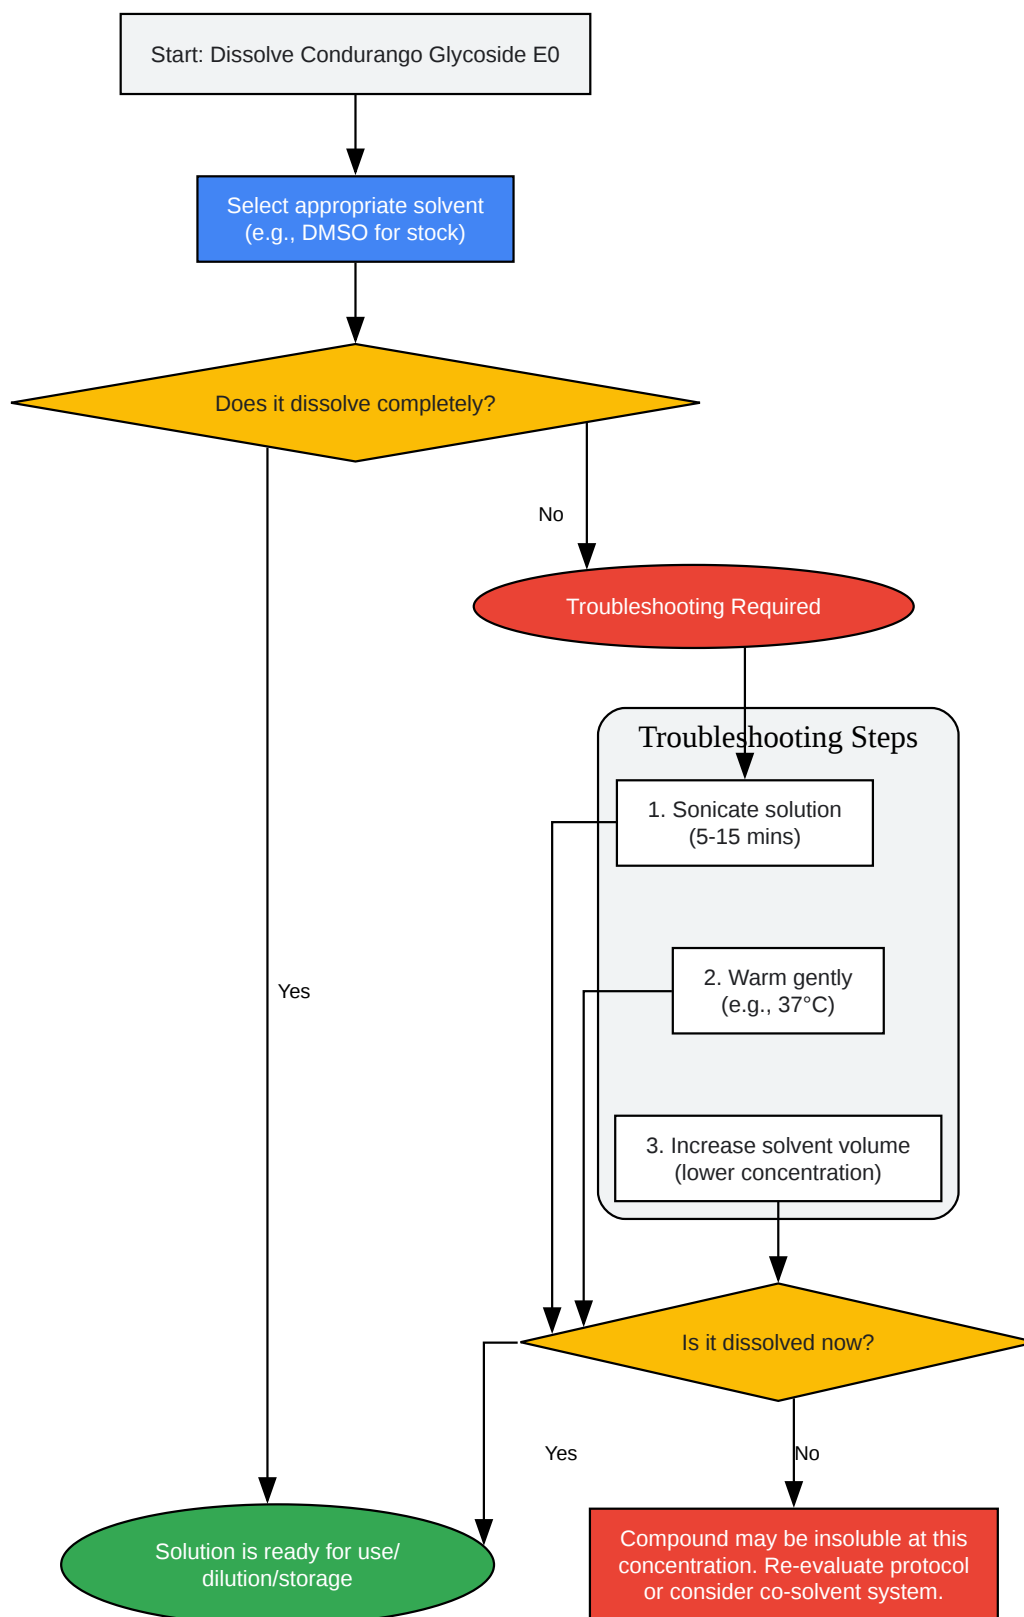 Start: Dissolve Condurango Glycoside E0
Select appropriate solvent
(e.g., DMSO for stock)
Does it dissolve completely?
No
Troubleshooting Required
Troubleshooting Steps
1. Sonicate solution
(5-15 mins)
2. Warm gently
(e.g., 37°C)
Yes
3. Increase solvent volume
(lower concentration)
Is it dissolved now?
Yes
No
Solution is ready for use/
dilution/storage
Compound may be insoluble at this
concentration. Re-evaluate protocol
or consider co-solvent system.